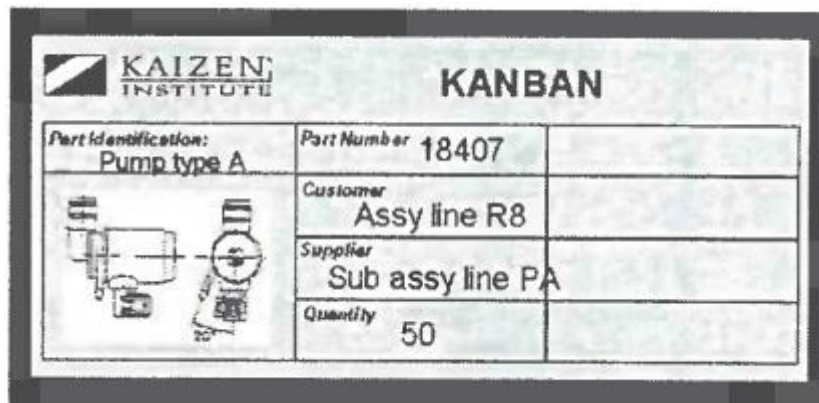 KAIZEN
INSTITUTE
KANBAN
Part Identification:
Pump type A
Part Number 18407
Customer
Assy line R8
Supplier
Sub assy line PA
Quantity
50